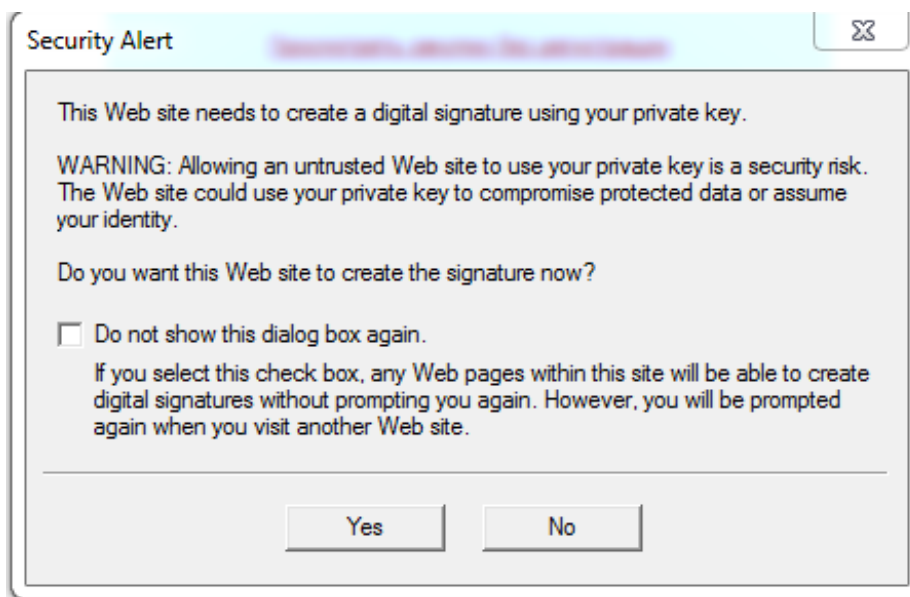 Security Alert
This Web site needs to create a digital signature using your private key.
WARNING: Allowing an untrusted Web site to use your private key is a security risk.
The Web site could use your private key to compromise protected data or assume
your identity.
Do you want this Web site to create the signature now?
Do not show this dialog box again.
If you select this check box, any Web pages within this site will be able to create
digital signatures without prompting you again. However, you will be prompted
again when you visit another Web site.
Yes No